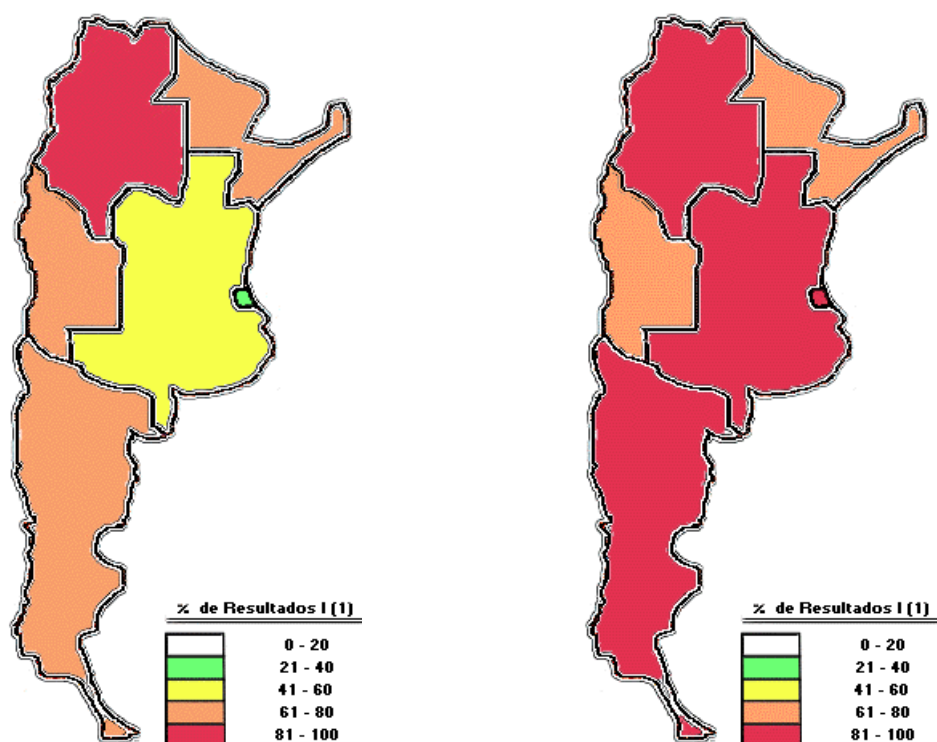 % de Resultados I (1)
0 - 20
21 - 40
41 - 60
61 - 80
81 - 100
% de Resultados I (1)
0 - 20
21 - 40
41 - 60
61 - 80
81 - 100